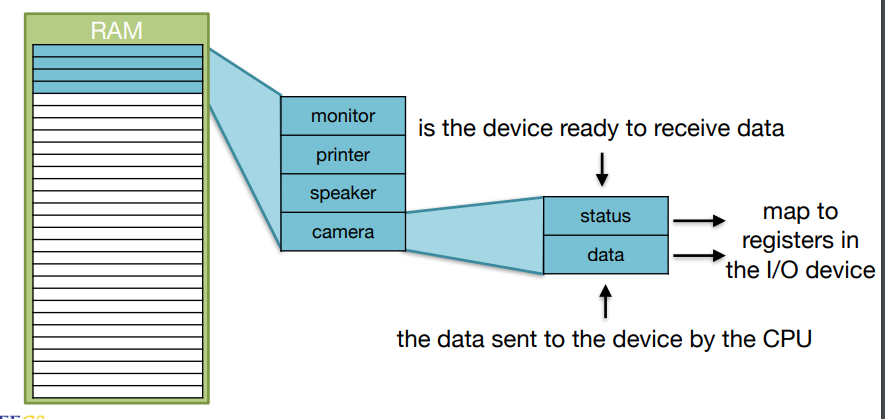 RAM
monitor
printer
speaker
camera
is the device ready to receive data
status
data
map to
registers in
the I/O device
the data sent to the device by the CPU